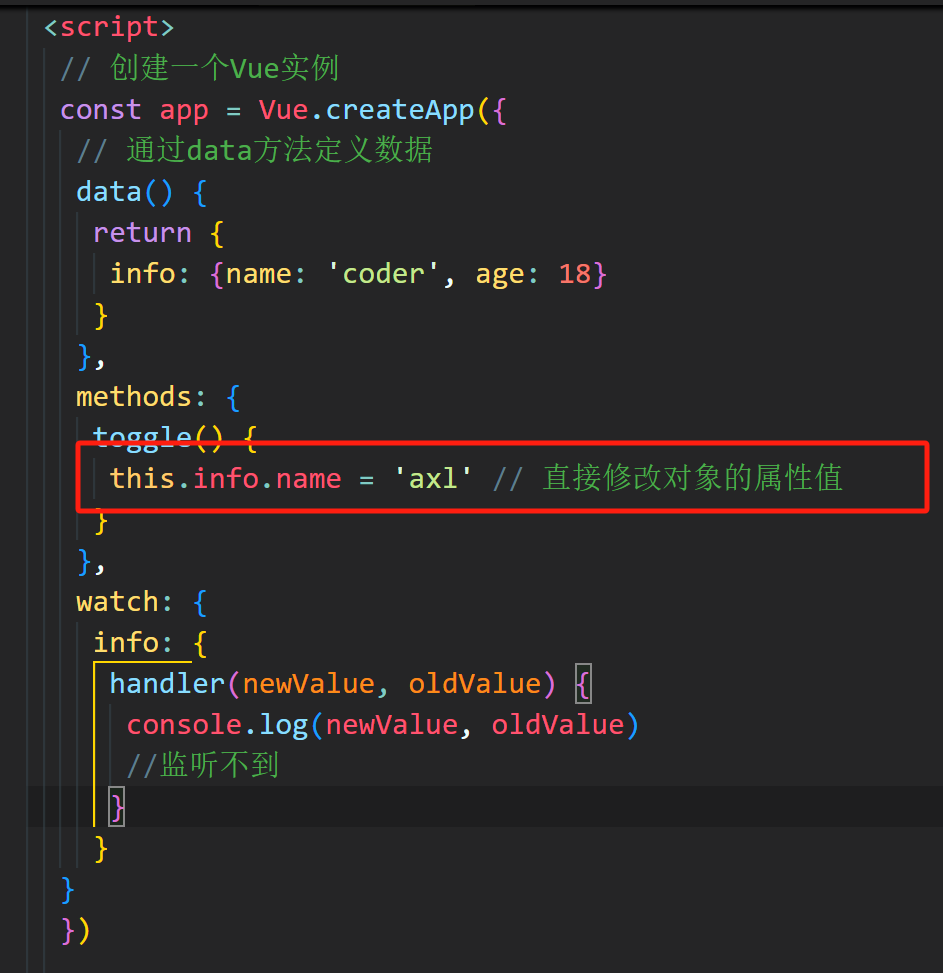 <script>
// 创建一个Vue实例
const app = Vue.createApp({
// 通过data方法定义数据
data() {
return {
info: {name: 'coder', age: 18}
}
},
methods: {
toggle() {
this.info.name = 'axl' // 直接修改对象的属性值
}
},
watch: {
info: {
handler(newValue, oldValue) {
console.log(newValue, oldValue)
//监听不到
}
}
}
})